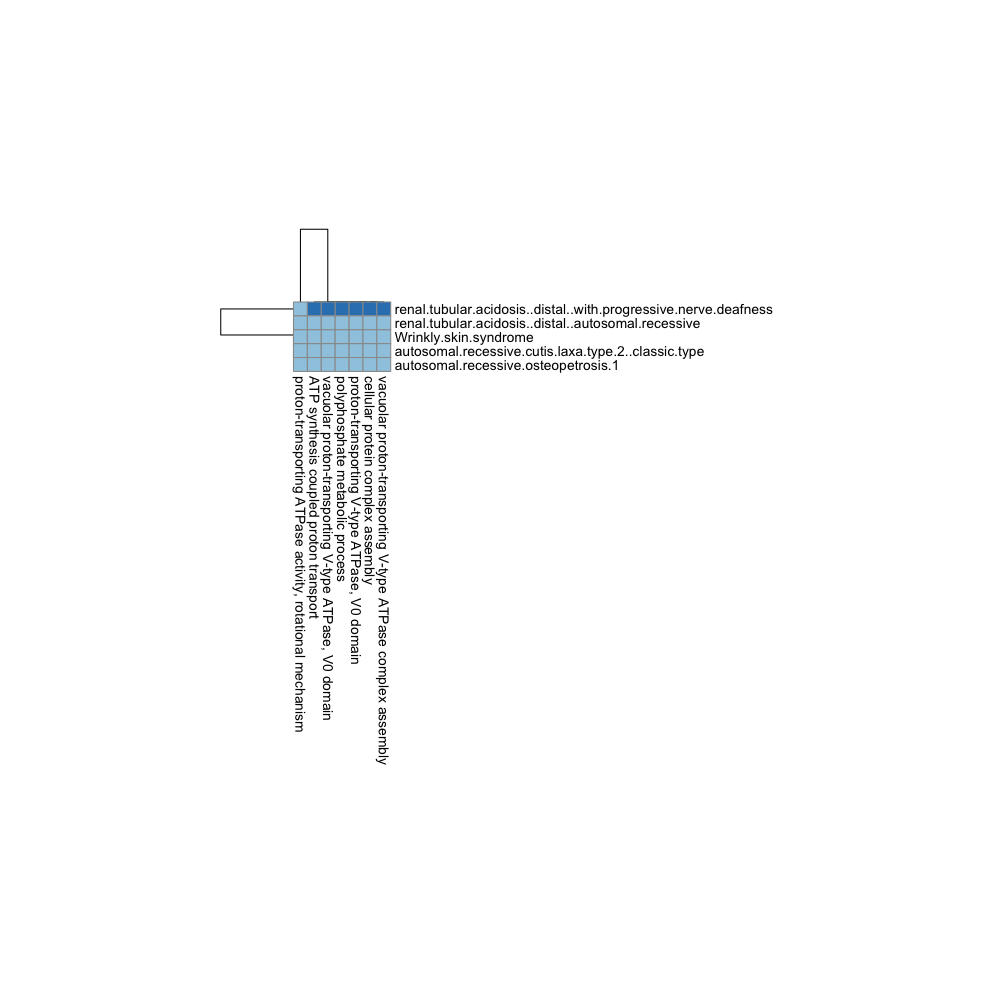 renal.tubular.acidosis..distal..with.progressive.nerve.deafness
renal.tubular.acidosis..distal..autosomal.recessive
Wrinkly.skin.syndrome
autosomal.recessive.cutis.laxa.type.2..classic.type
autosomal.recessive.osteopetrosis.1
proton-transporting ATPase activity, rotational mechanism
ATP synthesis coupled proton transport
vacuolar proton-transporting V-type ATPase, V0 domain
polyphosphate metabolic process
proton-transporting V-type ATPase, V0 domain
cellular protein complex assembly
vacuolar proton-transporting V-type ATPase complex assembly